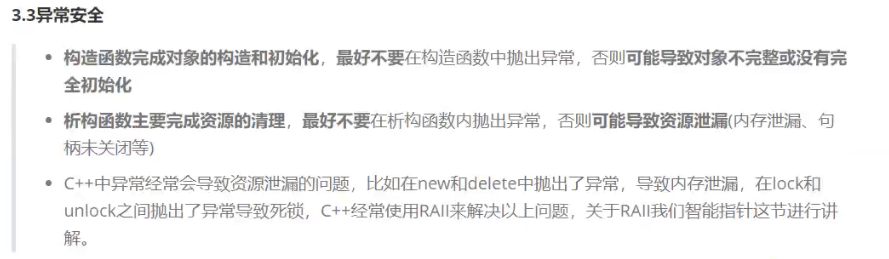 3.3异常安全
构造函数完成对象的构造和初始化，最好不要在构造函数中抛出异常，否则可能导致对象不完整或没有完
全初始化
析构函数主要完成资源的清理，最好不要在析构函数内抛出异常，否则可能导致资源泄漏(内存泄漏、句
柄未关闭等)
C++中异常经常会导致资源泄漏的问题，比如在new和delete中抛出了异常，导致内存泄漏，在lock和
unlock之间抛出了异常导致死锁，C++经常使用RAII来解决以上问题，关于RAII我们智能指针这节进行讲
解。